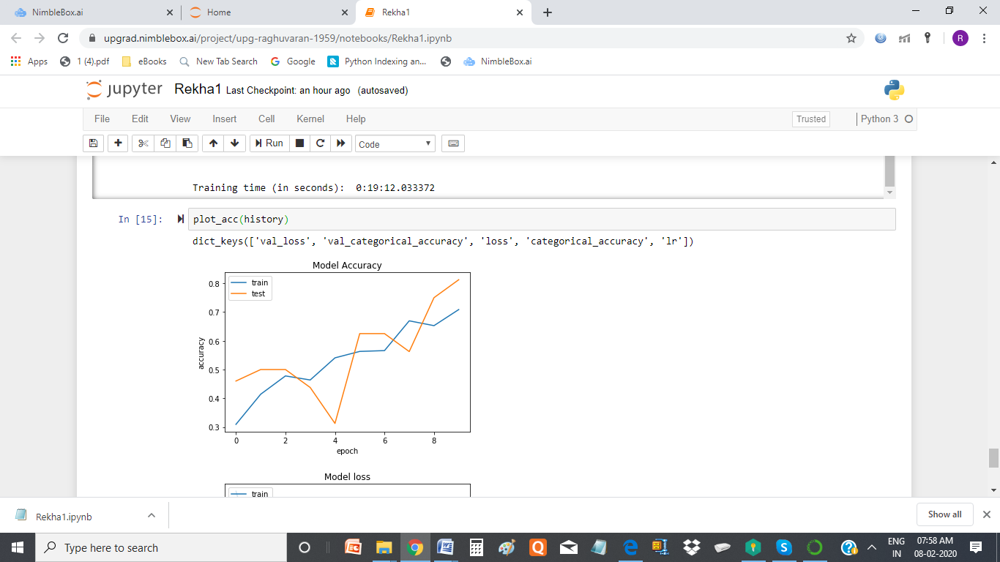 NimbleBox.ai
Home
Rekha1
upgrad.nimblebox.ai/project/upg-raghuvaran-1959/notebooks/Rekha1.ipynb
R
Apps
1 (4).pdf
eBooks
New Tab Search
Google
Python Indexing an...
NimbleBox.ai
jupyter Rekha1 Last Checkpoint: an hour ago (autosaved)
File Edit View Insert Cell Kernel Help
Trusted
Python 3
Run
Code
Training time (in seconds):  0:19:12.033372
In [15]:
plot_acc(history)
dict_keys(['val_loss', 'val_categorical_accuracy', 'loss', 'categorical_accuracy', 'lr'])
Model Accuracy
train
test
0.8
0.7
0.6
0.5
0.4
0.3
accuracy
0 2 4 6 8
epoch
Model loss
train
Rekha1.ipynb
Show all
Type here to search
ENG
IN
07:58 AM
08-02-2020